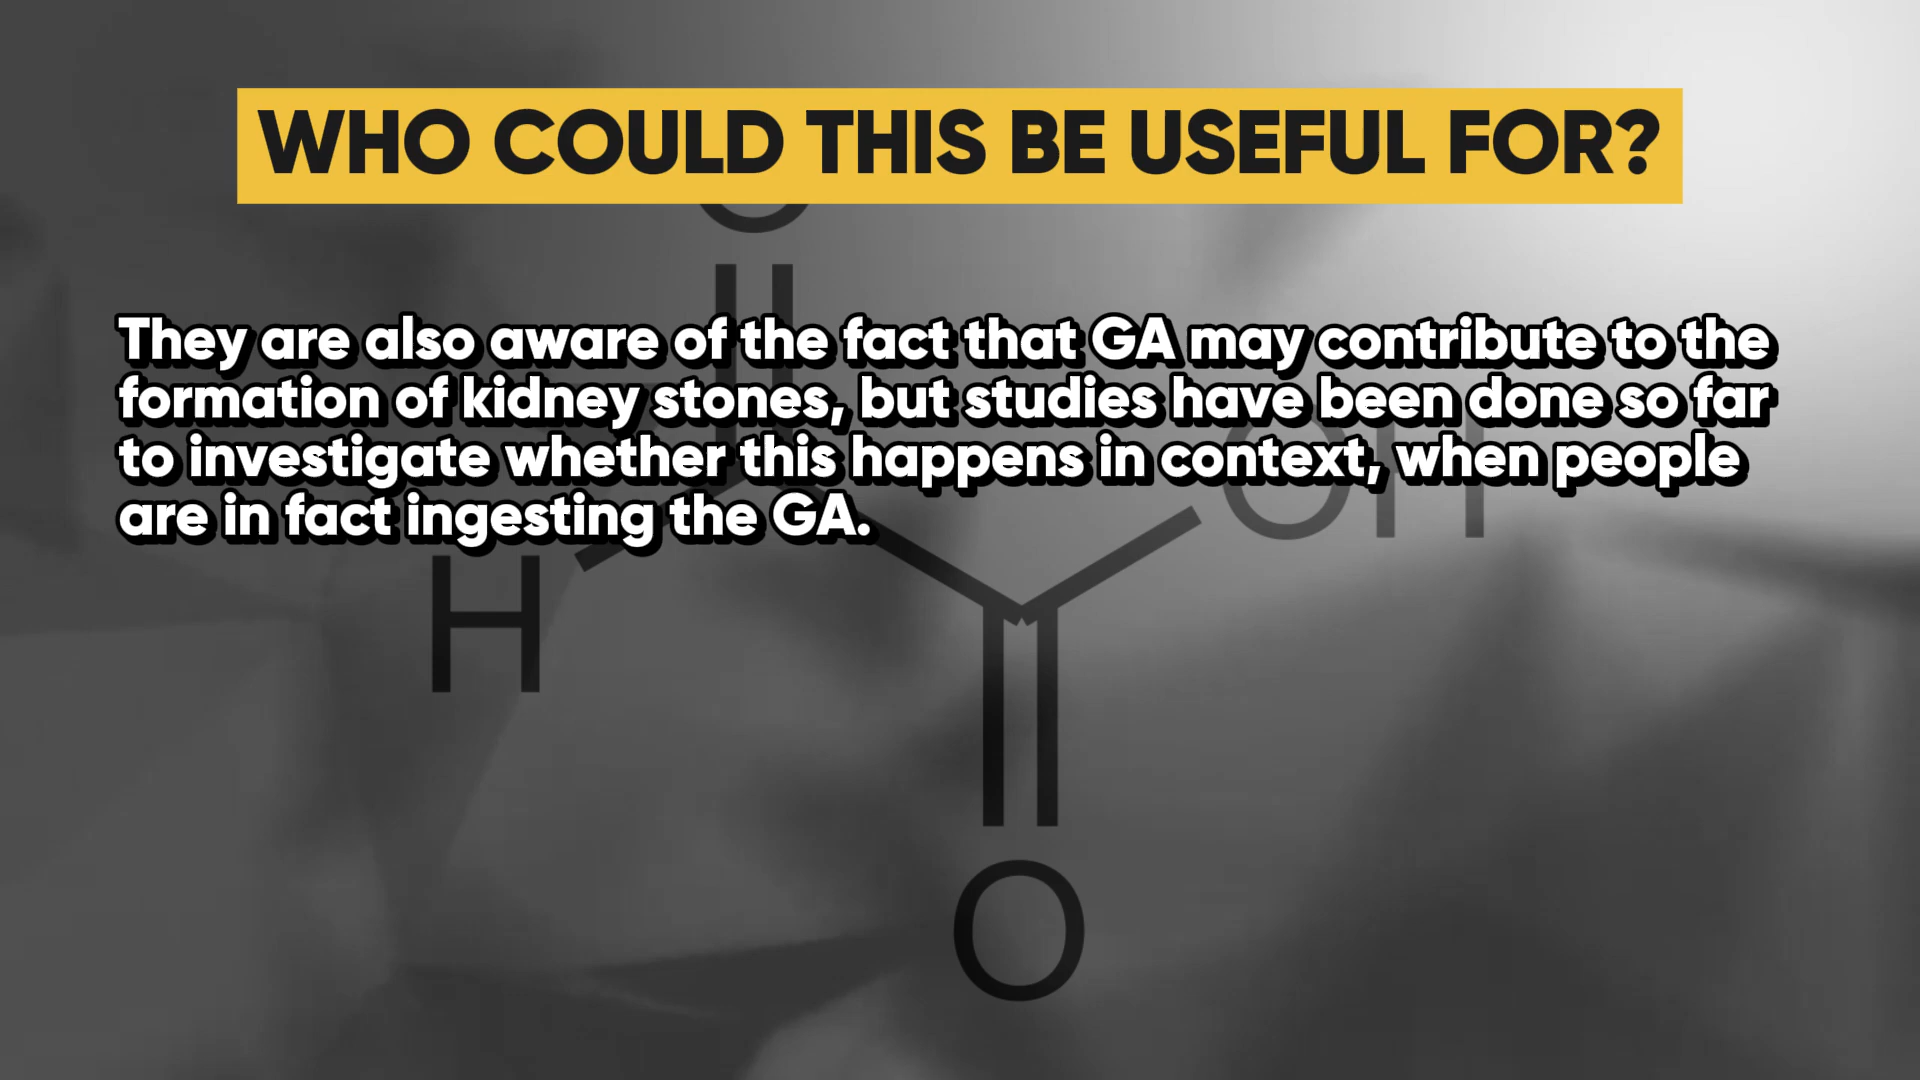 WHO COULD THIS BE USEFUL FOR?
They are also aware of the fact that GA may contribute to the
formation of kidney stones, but studies have been done so far
to investigate whether this happens in context, when people
are in fact ingesting the GA.
O
OH
H
O